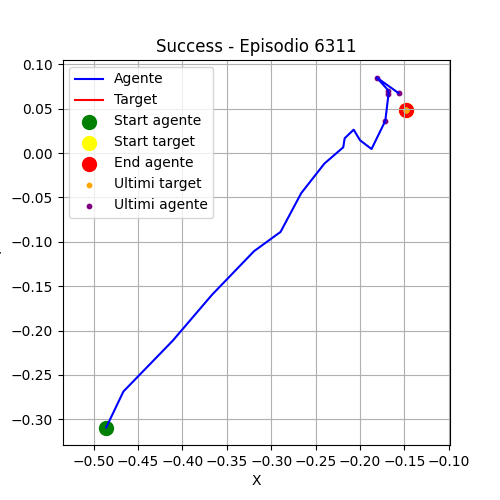 Success - Episodio 6311
0.10
0.05
0.00
−0.05
−0.10
−0.15
−0.20
−0.25
−0.30
Agente
Target
Start agente
Start target
End agente
Ultimi target
Ultimi agente
−0.50 −0.45 −0.40 −0.35 −0.30 −0.25 −0.20 −0.15 −0.10
X